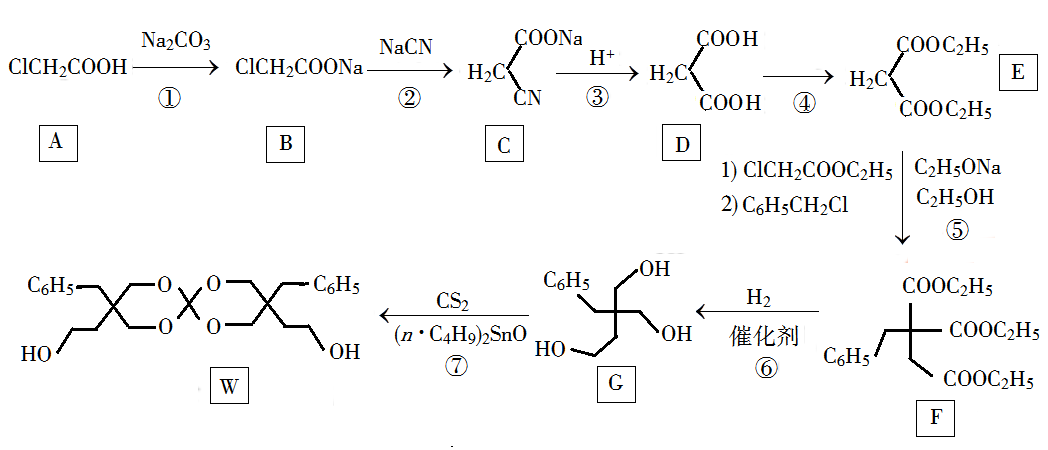 ClCH₂COOH
Na₂CO₃
①
ClCH₂COONa
NaCN
②
COONa
H₂C
CN
H⁺
③
COOH
H₂C
COOH
④
COOC₂H₅
H₂C
COOC₂H₅
E
A
B
C
D
1) ClCH₂COOC₂H₅
2) C₆H₅CH₂Cl
C₂H₅ONa
C₂H₅OH
⑤
C₆H₅
O
O
C₆H₅
O
O
HO
OH
W
CS₂
(n·C₄H₉)₂SnO
⑦
OH
C₆H₅
OH
HO
G
H₂
催化剂
⑥
COOC₂H₅
COOC₂H₅
C₆H₅
COOC₂H₅
F